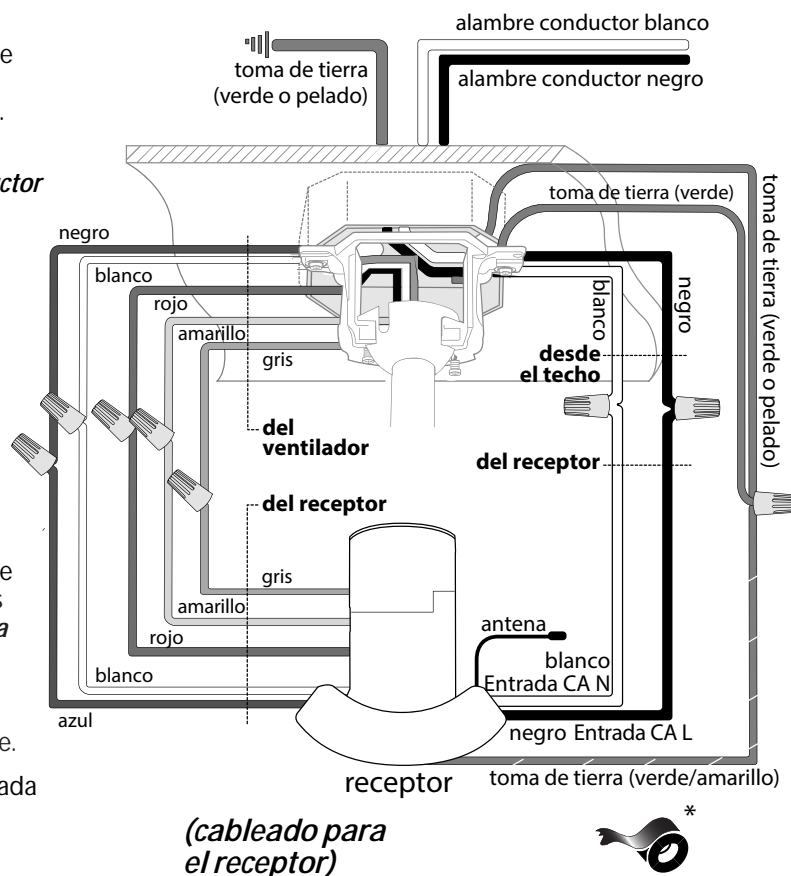 alambre conductor blanco
e
toma de tierra
(verde o pelado)
alambre conductor negro
.
ctor
toma de tierra (verde)
toma de tierra (verde o pelado)
negro
blanco
rojo
amarillo
gris
blanco
negro
desde
el techo
del
ventilador
del receptor
del receptor
e
s
a
gris
amarillo
rojo
blanco
azul
antena
blanco
Entrada CA N
negro Entrada CA L
e.
ada
receptor
toma de tierra (verde/amarillo)
*
(cableado para
el receptor)